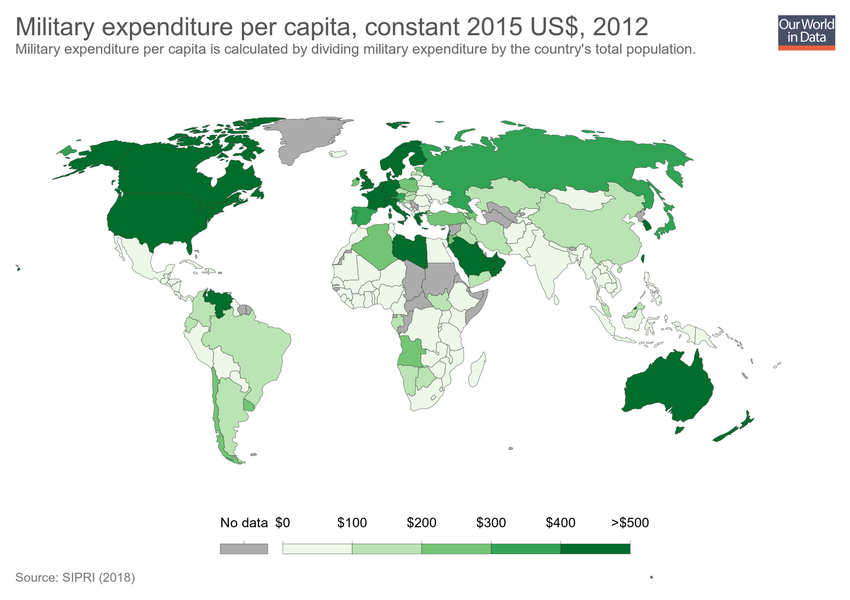 Military expenditure per capita, constant 2015 US$, 2012
Military expenditure per capita is calculated by dividing military expenditure by the country's total population.
Our World
in Data
No data $0 $100 $200 $300 $400 >$500
Source: SIPRI (2018)